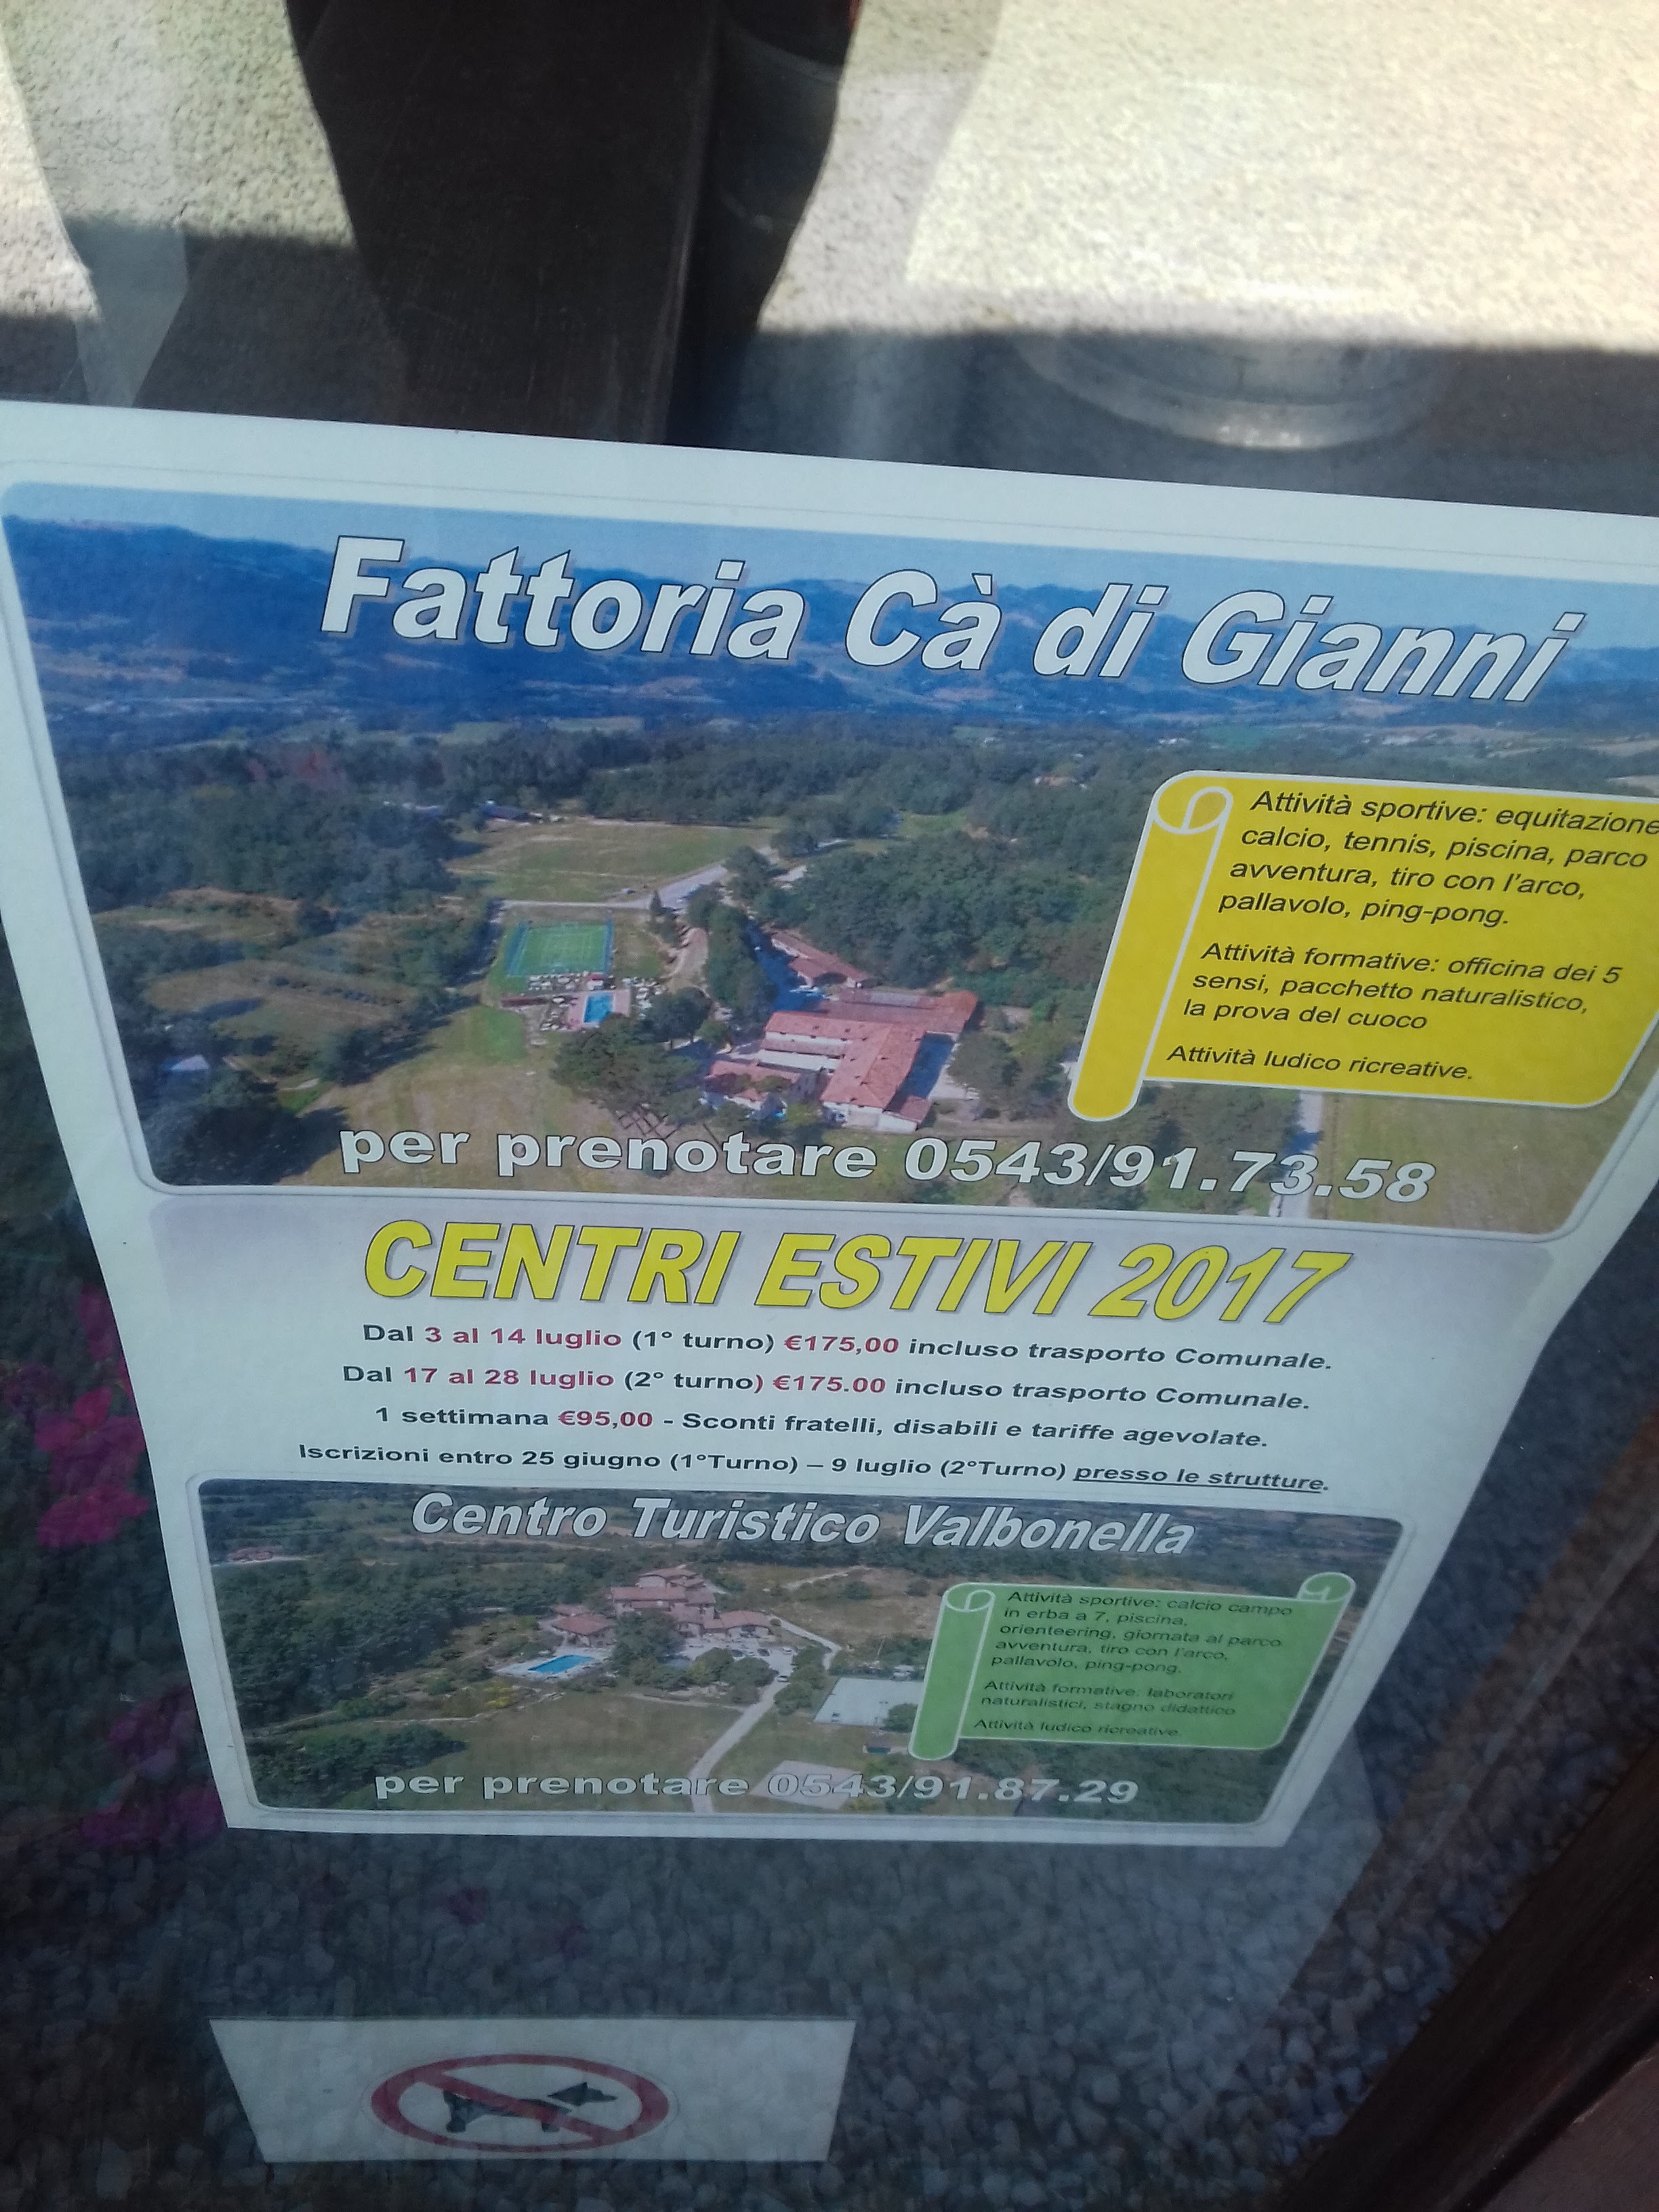 Fattoria Cà di Gianni
Attività sportive: equitazione
calcio, tennis, piscina, parco
avventura, tiro con l'arco,
pallavolo, ping-pong.
Attività formative: officina dei 5
sensi, pacchetto naturalistico,
la prova del cuoco
Attività ludico ricreative.
per prenotare 0543/91.73.58
CENTRI ESTIVI 2017
Dal 3 al 14 luglio (1° turno) €175,00 incluso trasporto Comunale.
Dal 17 al 28 luglio (2° turno) €175.00 incluso trasporto Comunale.
1 settimana €95,00 - Sconti fratelli, disabili e tariffe agevolate.
Iscrizioni entro 25 giugno (1°Turno) – 9 luglio (2°Turno) presso le strutture.
Centro Turistico Valbonella
Attività sportive: calcio campo
in erba a 7, piscina,
orienteering, giornata al parco
avventura, tiro con l'arco,
pallavolo, ping-pong.
Attività formative: laboratori
naturalistici, stagno didattico
Attività ludico ricreative.
per prenotare 0543/91.87.29